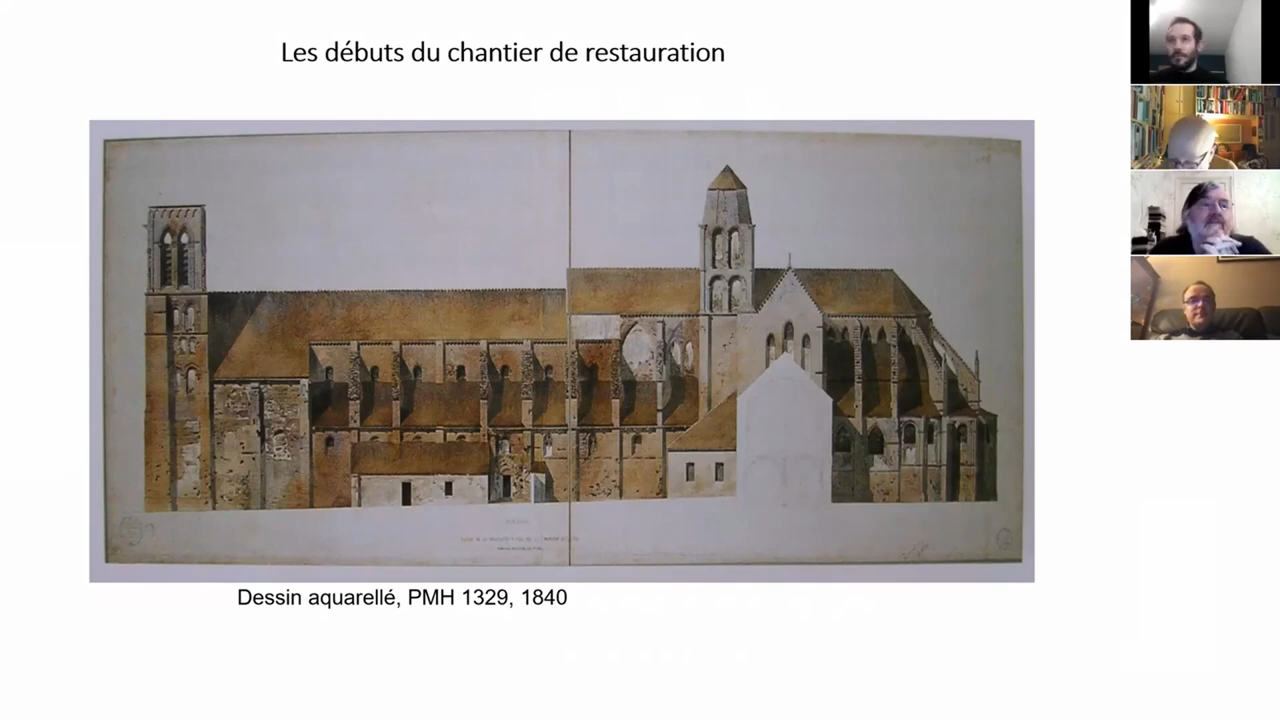 Les débuts du chantier de restauration
Dessin aquarellé, PMH 1329, 1840